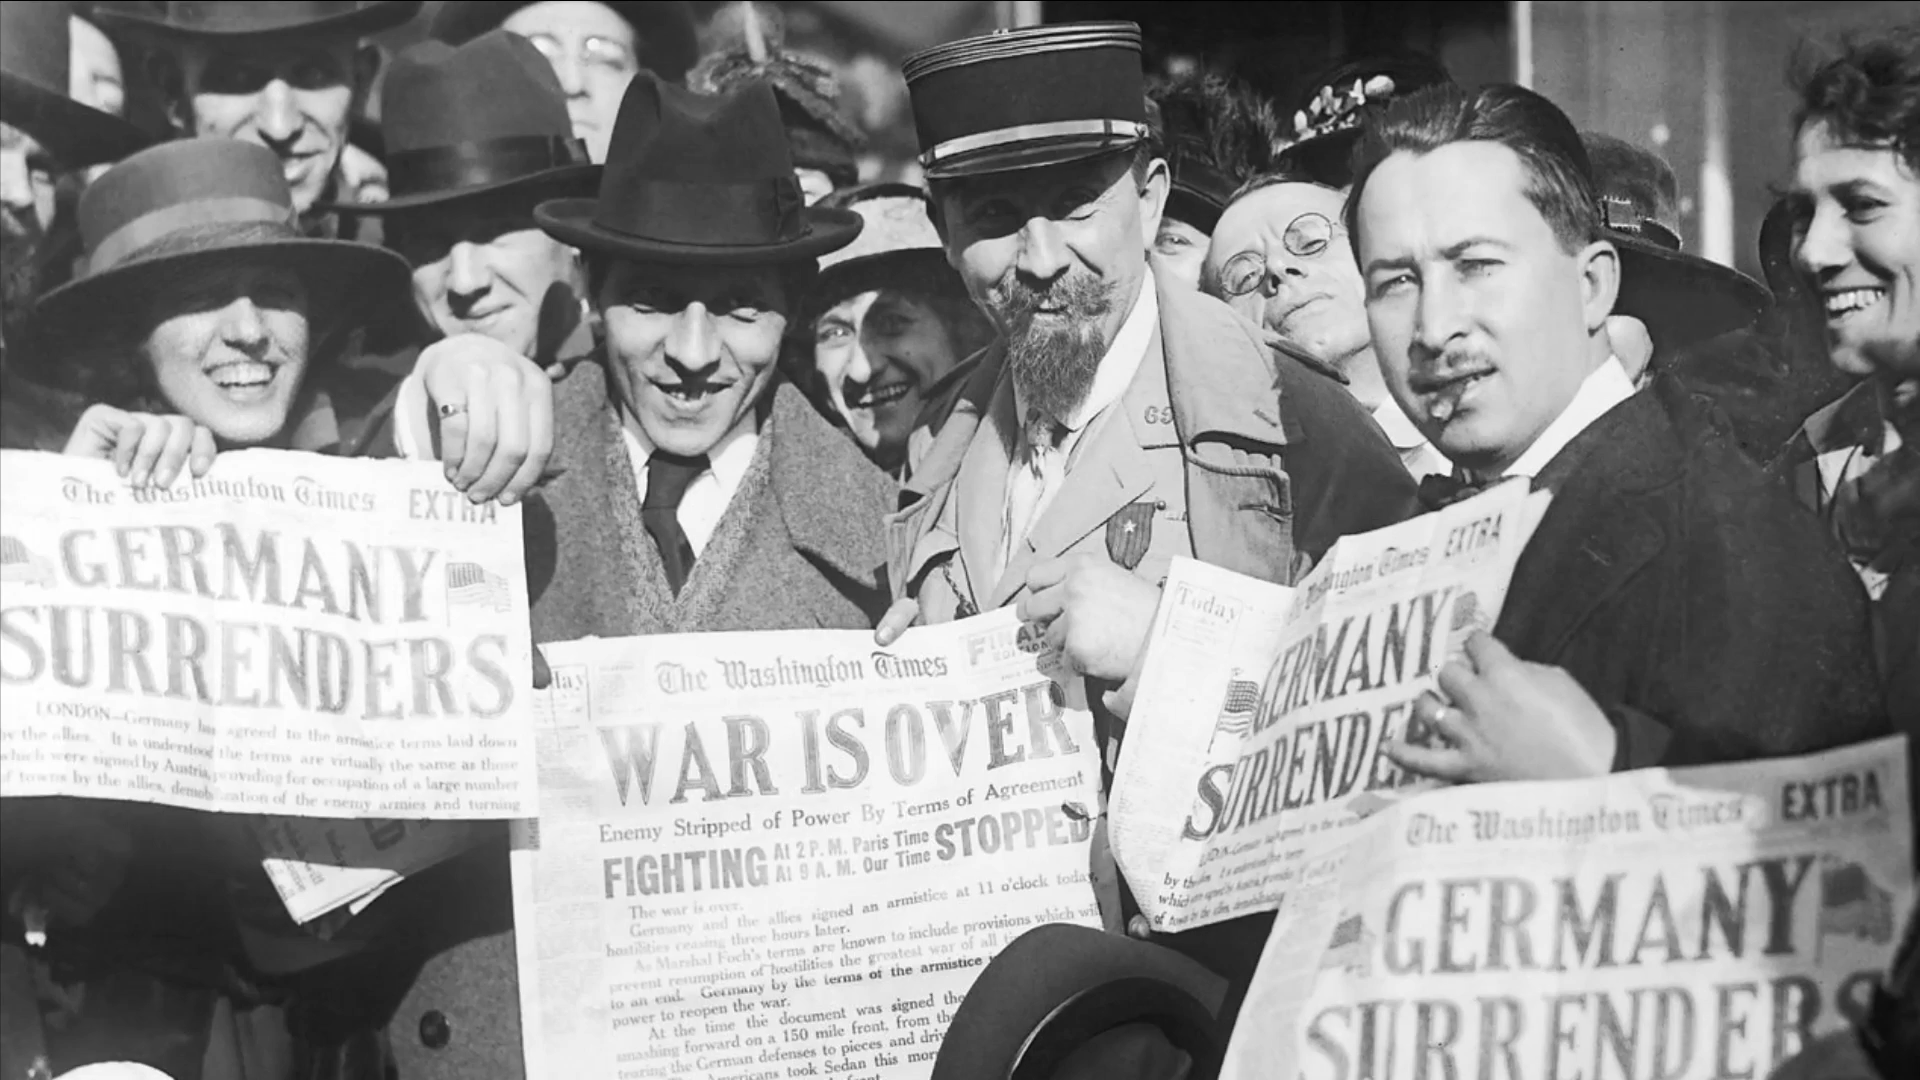 The Washington Times EXTRA
GERMANY
SURRENDERS
LONDON—Germany has agreed to the armistice terms laid down
by the allies. It is understood the terms are virtually the same as those
which were signed by Austria, providing for occupation of a large number
of towns by the allies, demobilization of the enemy armies and turning
The Washington Times
FINAL
EDITION
WAR IS OVER
Enemy Stripped of Power By Terms of Agreement
FIGHTING At 2 P. M. Paris Time STOPPED
At 9 A. M. Our Time
The war is over.
Germany and the allies signed an armistice at 11 o'clock today,
hostilities ceasing three hours later.
As Marshal Foch's terms are known to include provisions which will
prevent resumption of hostilities the greatest war of all
to an end. Germany by the terms of the armistice
power to reopen the war.
At the time the document was signed
smashing forward on a 150 mile front, from
tearing the German defenses to pieces and
Americans took Sedan this
front.
69
Today
Washington Times EXTRA
GERMANY
SURRENDE
by
which
of
The Washington Times EXTRA
GERMANY
SURRENDERS